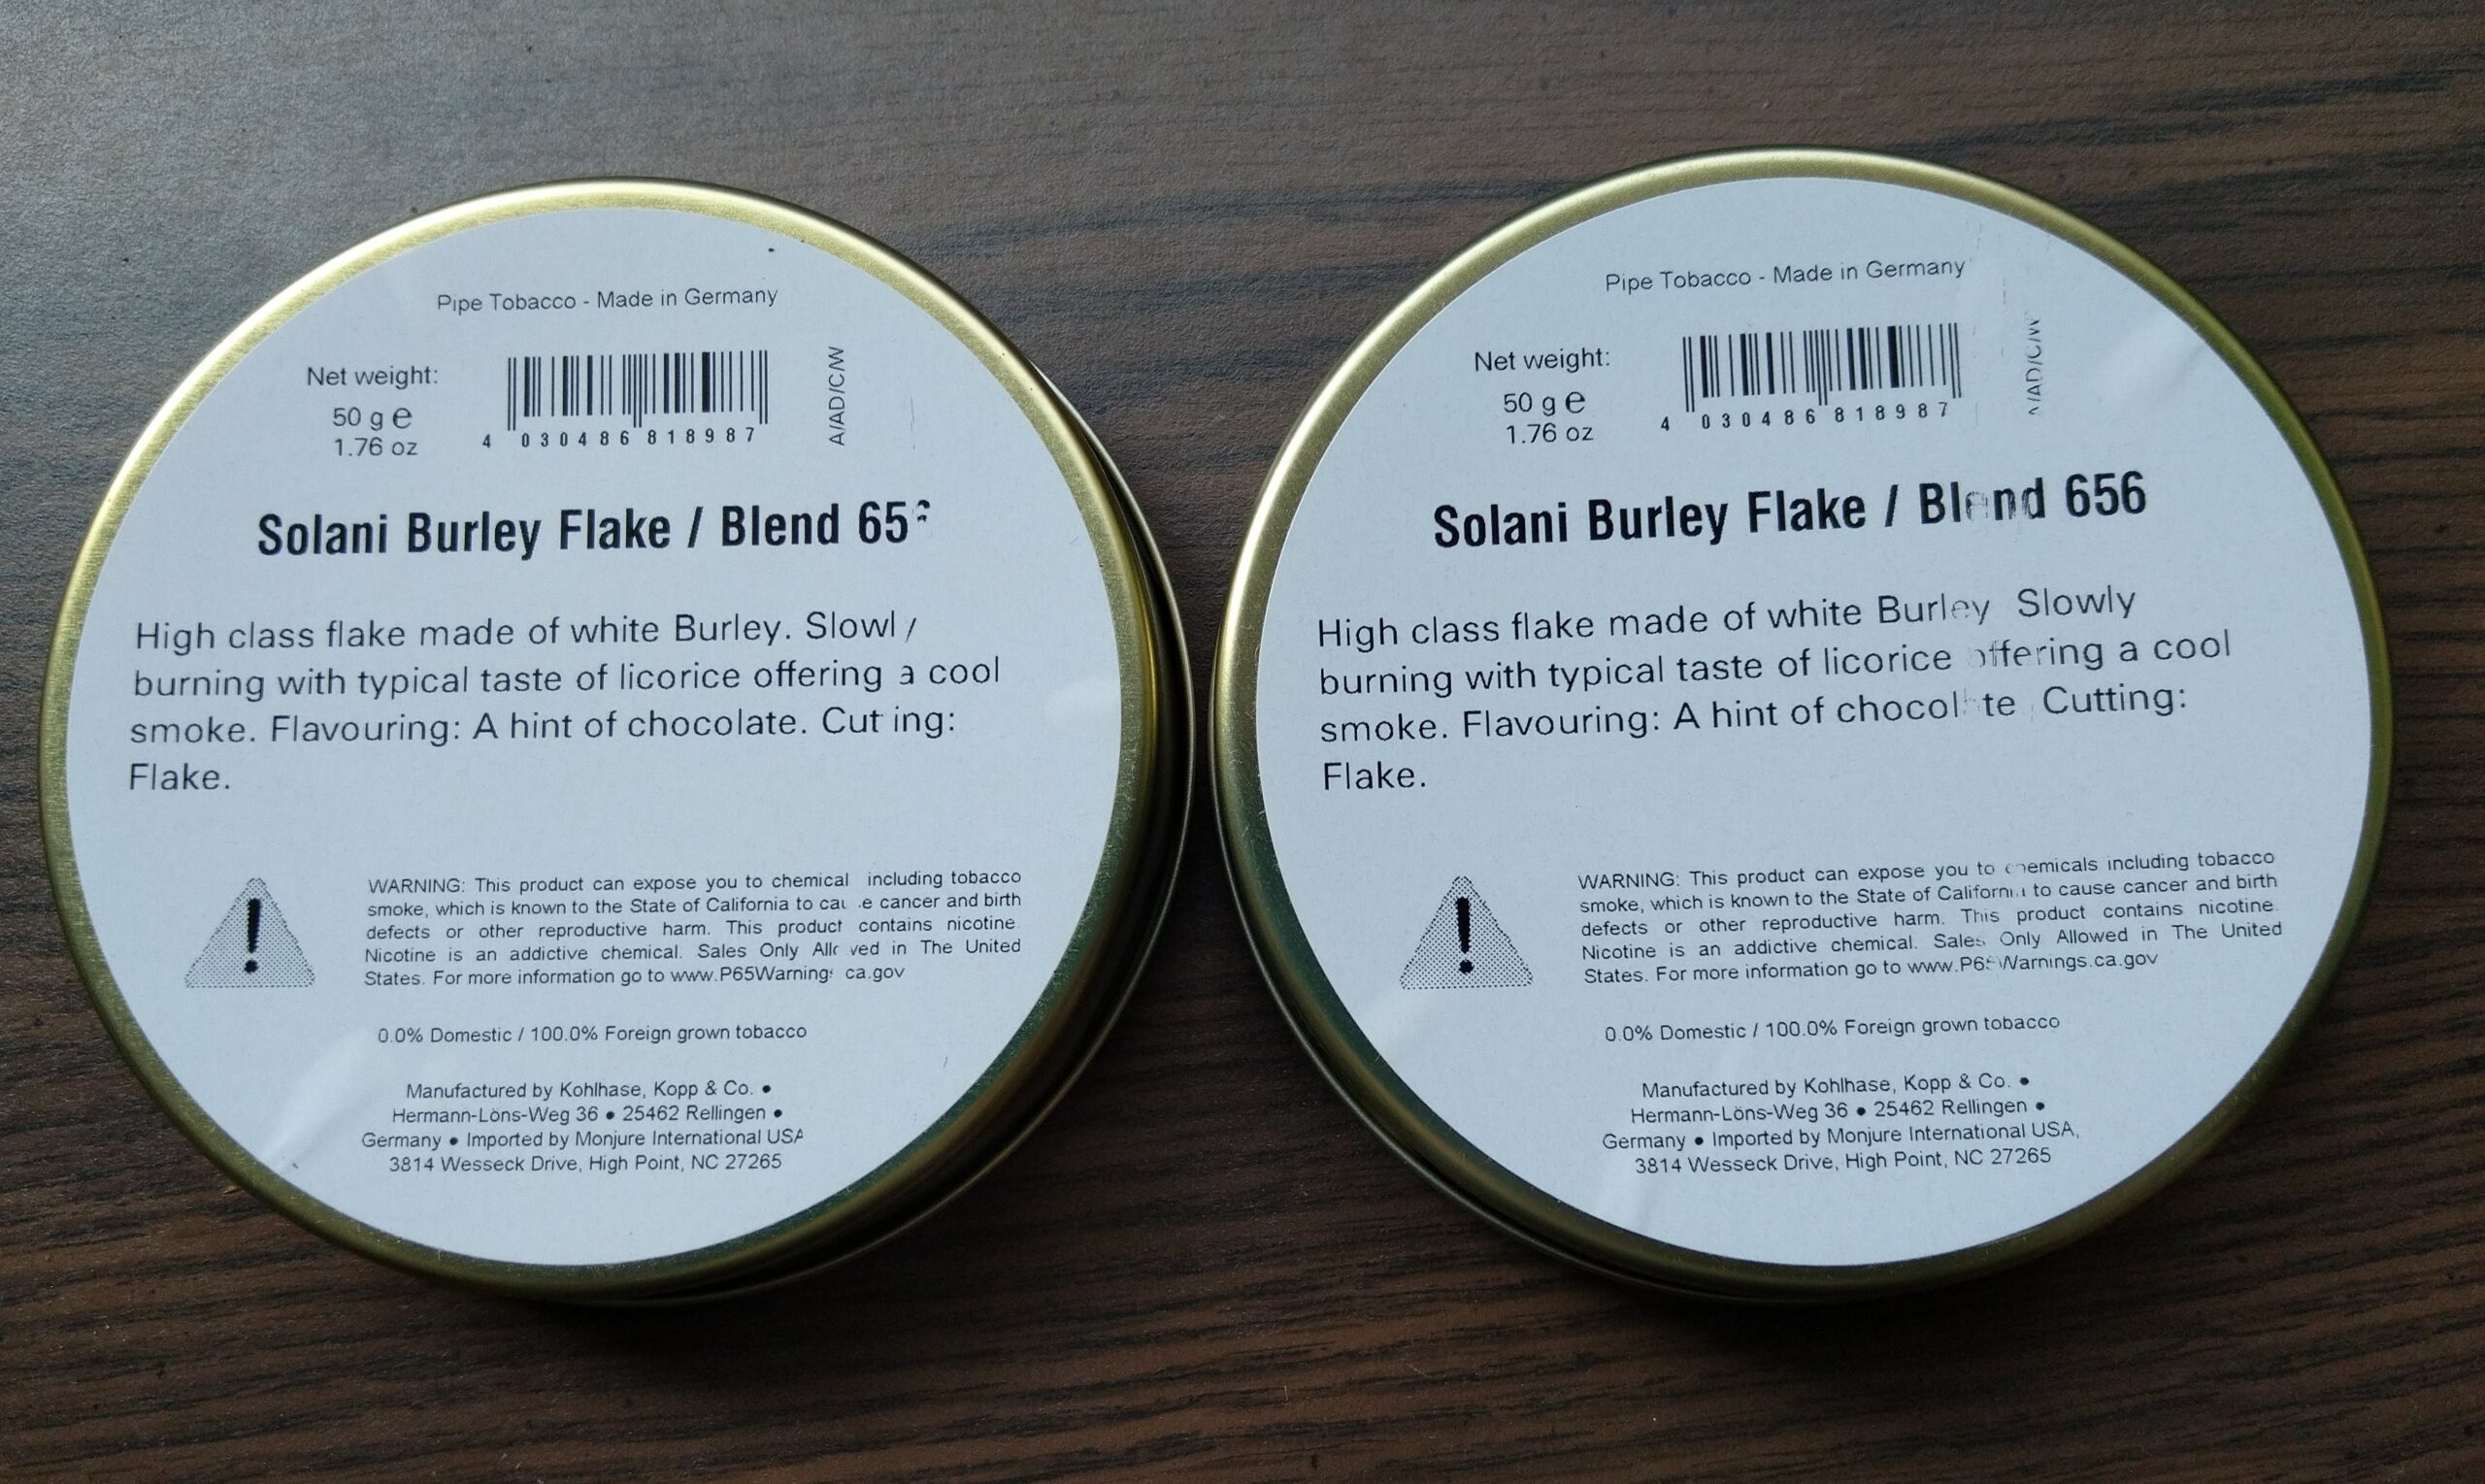 Pipe Tobacco - Made in Germany
Net weight:
50 g e
1.76 oz
4 030486 818987
A/AD/C/W
Solani Burley Flake / Blend
High class flake made of white Burley. Slowly
burning with typical taste of licorice offering a cool
smoke. Flavouring: A hint of chocolate. Cutting:
Flake.
WARNING: This product can expose you to chemical including tobacco
smoke, which is known to the State of California to cause cancer and birth
defects or other reproductive harm. This product contains nicotine.
Nicotine is an addictive chemical. Sales Only Allowed in The United
States. For more information go to www.P65Warnings.ca.gov
0.0% Domestic / 100.0% Foreign grown tobacco
Manufactured by Kohlhase, Kopp & Co. •
Hermann-Löns-Weg 36 • 25462 Rellingen •
Germany • Imported by Monjure International USA
3814 Wesseck Drive, High Point, NC 27265
Pipe Tobacco - Made in Germany
Net weight:
50 g e
1.76 oz
4 030486 818987
A/AD/C/W
Solani Burley Flake / Blend 656
High class flake made of white Burley Slowly
burning with typical taste of licorice offering a cool
smoke. Flavouring: A hint of chocolate. Cutting:
Flake.
WARNING: This product can expose you to chemicals including tobacco
smoke, which is known to the State of California to cause cancer and birth
defects or other reproductive harm. This product contains nicotine.
Nicotine is an addictive chemical. Sales Only Allowed in The United
States. For more information go to www.P65Warnings.ca.gov
0.0% Domestic / 100.0% Foreign grown tobacco
Manufactured by Kohlhase, Kopp & Co. •
Hermann-Löns-Weg 36 • 25462 Rellingen •
Germany • Imported by Monjure International USA,
3814 Wesseck Drive, High Point, NC 27265